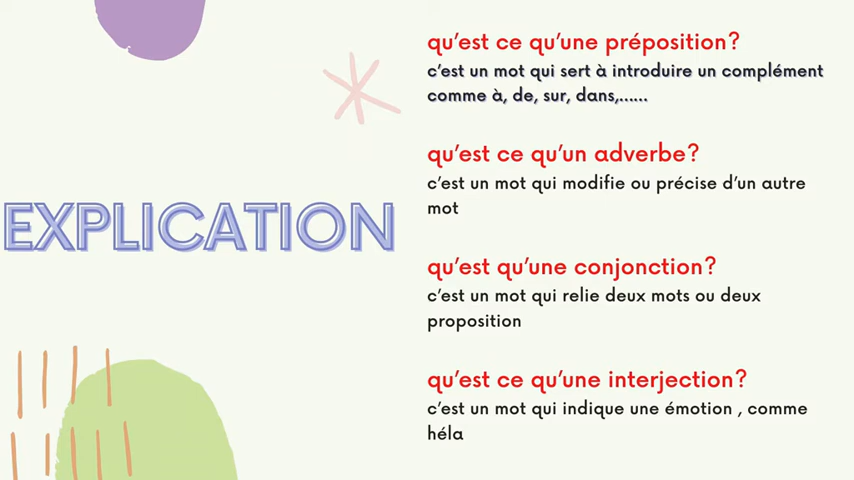 EXPLICATION
qu'est ce qu'une préposition?
c'est un mot qui sert à introduire un complément
comme à, de, sur, dans,......
qu'est ce qu'un adverbe?
c'est un mot qui modifie ou précise d'un autre
mot
qu'est qu'une conjonction?
c'est un mot qui relie deux mots ou deux
proposition
qu'est ce qu'une interjection?
c'est un mot qui indique une émotion , comme
héla